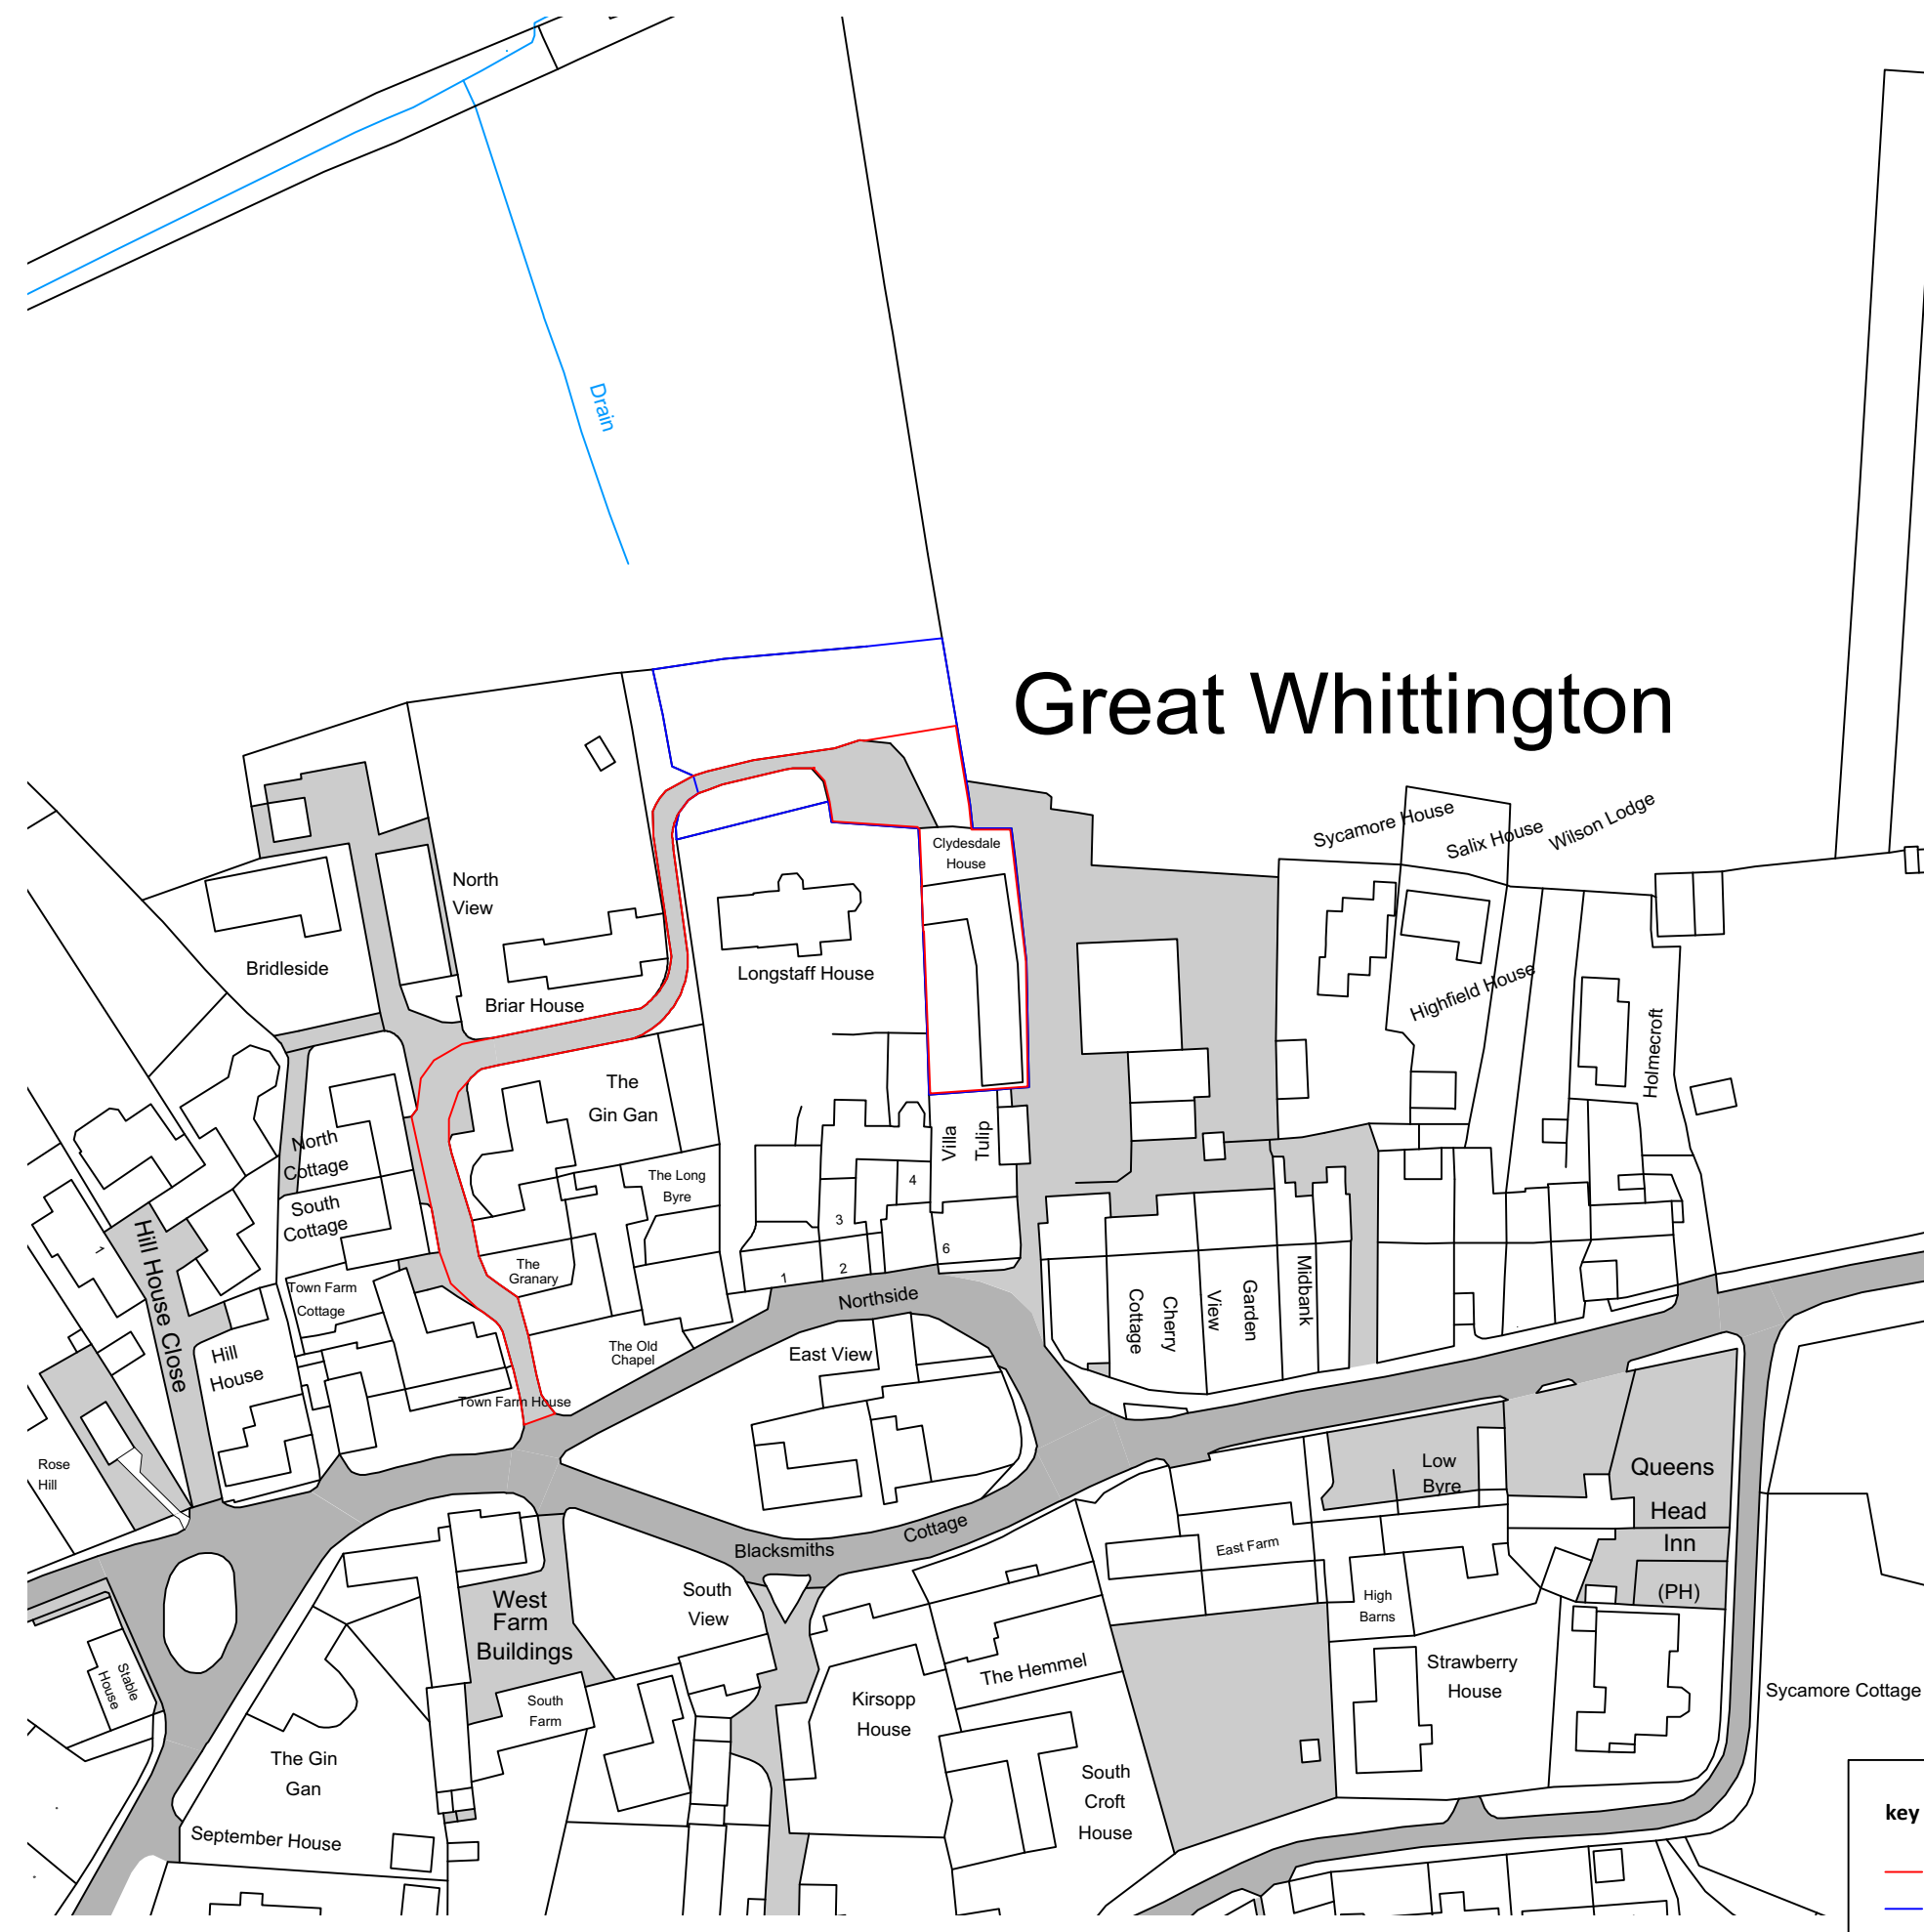 Drain
Great Whittington
Sycamore House
Salix House
Wilson Lodge
Clydesdale
House
North
View
Bridleside
Longstaff House
Briar House
Highfield House
Holmecroft
The
Gin Gan
North
Cottage
Villa
Tulip
The Long
Byre
4
South
Cottage
3
6
1
Hill House Close
The
Granary
1
2
Town Farm
Cottage
Northside
Cottage
Cherry
View
Garden
Midbank
Hill
House
The Old
Chapel
East View
Town Farm House
Rose
Hill
Low
Byre
Queens
Head
Inn
(PH)
Blacksmiths
Cottage
East Farm
West
Farm
Buildings
South
View
High
Barns
Stable
House
The Hemmel
Strawberry
House
South
Farm
Kirsopp
House
Sycamore Cottage
The Gin
Gan
South
Croft
House
September House
key